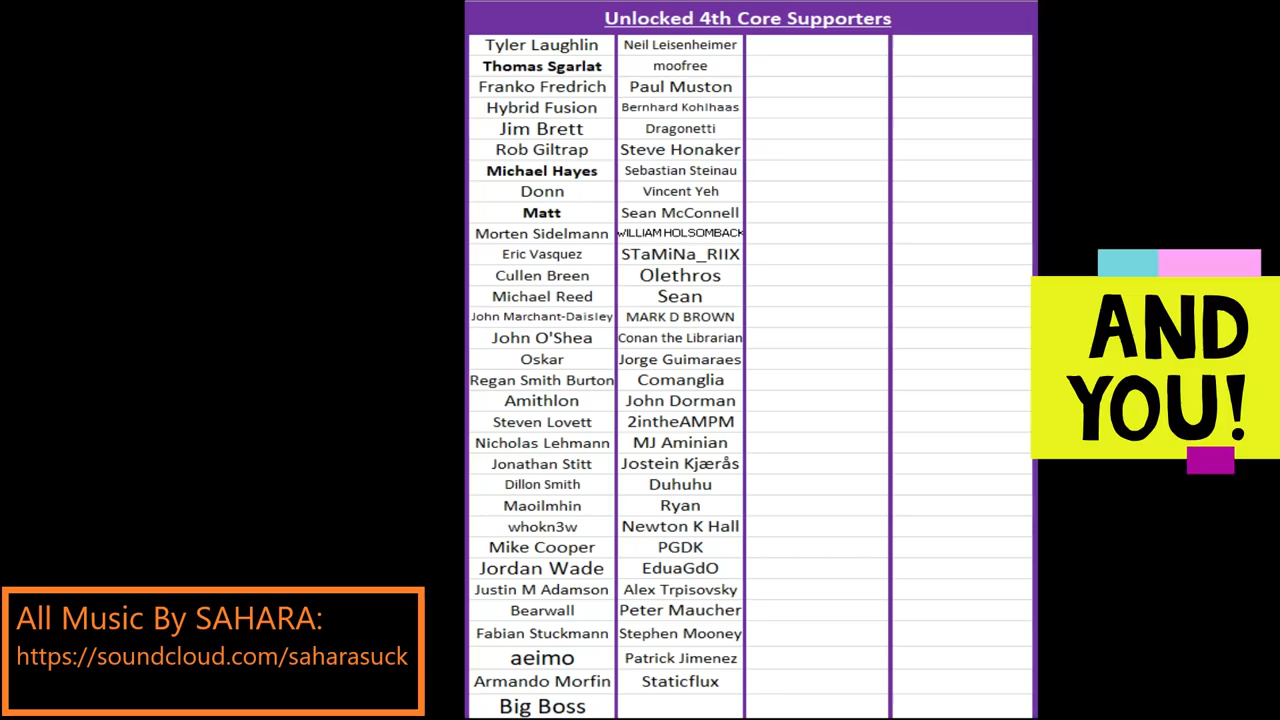 Unlocked 4th Core Supporters
Tyler Laughlin
Thomas Sgarlat
Franko Fredrich
Hybrid Fusion
Jim Brett
Rob Giltrap
Michael Hayes
Donn
Matt
Morten Sidelmann
Eric Vasquez
Cullen Breen
Michael Reed
John Marchant-Daisley
John O'Shea
Oskar
Regan Smith Burton
Amithlon
Steven Lovett
Nicholas Lehmann
Jonathan Stitt
Dillon Smith
Maoilmhin
whokn3w
Mike Cooper
Jordan Wade
Justin M Adamson
Bearwall
Fabian Stuckmann
aeimo
Armando Morfin
Big Boss
Neil Leisenheimer
moofree
Paul Muston
Bernhard Kohlhaas
Dragonetti
Steve Honaker
Sebastian Steinau
Vincent Yeh
Sean McConnell
WILLIAM HOLSOMBACK
STaMiNa_RIIX
Olethros
Sean
MARK D BROWN
Conan the Librarian
Jorge Guimaraes
Comanglia
John Dorman
2intheAMPM
MJ Aminian
Jostein Kjærås
Duhuhu
Ryan
Newton K Hall
PGDK
EduaGdO
Alex Trpisovsky
Peter Maucher
Stephen Mooney
Patrick Jimenez
Staticflux
AND
YOU!
All Music By SAHARA:
https://soundcloud.com/saharasuck